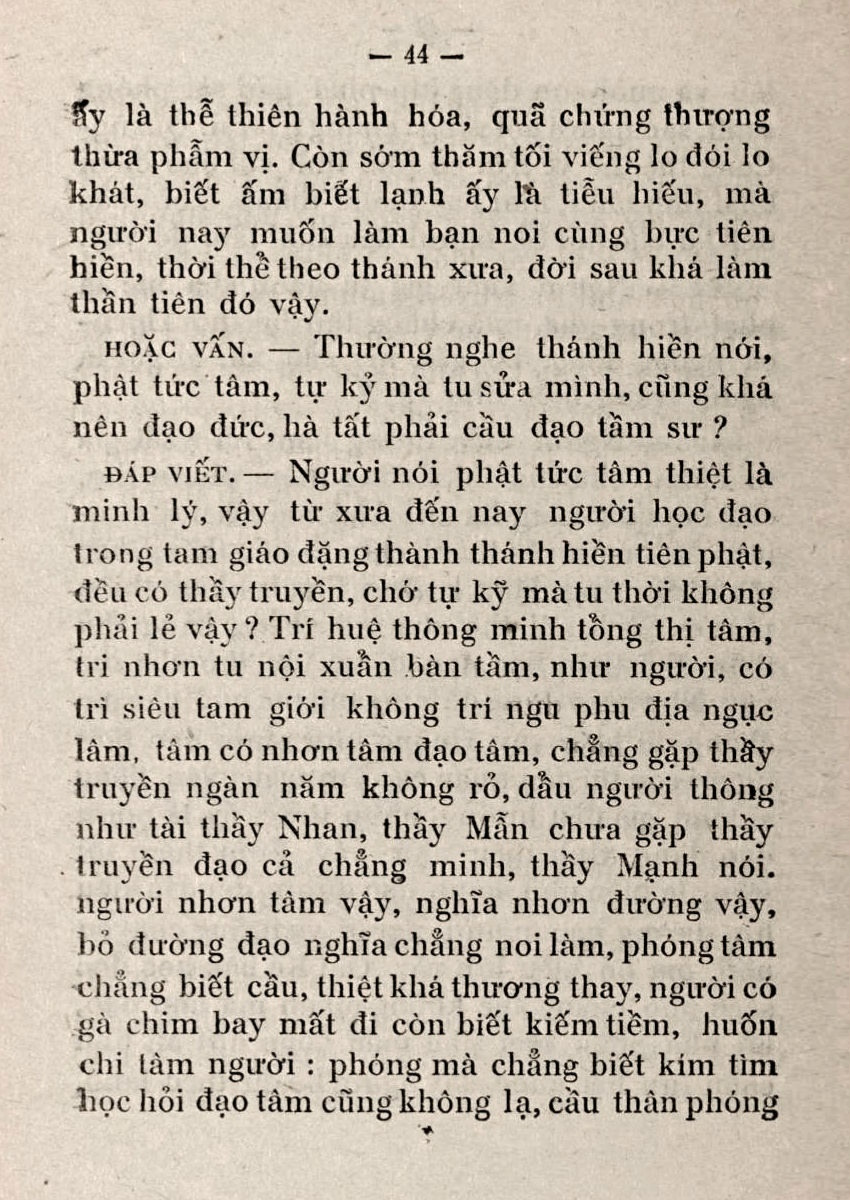 — 44 —
ấy là thễ thiên hành hóa, quã chứng thượng
thừa phẫm vị. Còn sớm thăm tối viếng lo đói lo
khát, biết ấm biết lạnh ấy là tiễu hiếu, mà
người nay muốn làm bạn noi cùng bực tiên
hiền, thời thề theo thánh xưa, đời sau khá làm
thần tiên đó vậy.
HOẶC VẤN. — Thường nghe thánh hiền nói,
phật tức tâm, tự kỷ mà tu sửa mình, cũng khá
nên đạo đức, hà tất phải cầu đạo tầm sư ?
ĐÁP VIẾT. — Người nói phật tức tâm thiệt là
minh lý, vậy từ xưa đến nay người học đạo
trong tam giáo đặng thành thánh hiền tiên phật,
đều có thầy truyền, chớ tự kỹ mà tu thời không
phải lẻ vậy ? Trí huệ thông minh tồng thị tâm,
tri nhơn tu nội xuẩn bàn tầm, như người, có
trì siêu tam giới không trí ngu phu địa ngục
lâm, tâm có nhơn tâm đạo tâm, chẳng gặp thầy
truyền ngàn năm không rỏ, dẩu người thông
như tài thầy Nhan, thầy Mẫn chưa gặp thầy
truyền đạo cả chẳng minh, thầy Mạnh nói.
người nhơn tâm vậy, nghĩa nhơn đường vậy,
bỏ đường đạo nghĩa chẳng noi làm, phóng tâm
chẳng biết cầu, thiệt khá thương thay, người có
gà chim bay mất đi còn biết kiếm tiềm, huốn
chi tâm người : phóng mà chẳng biết kím tìm
học hỏi đạo tâm cũng không lạ, cầu thân phóng